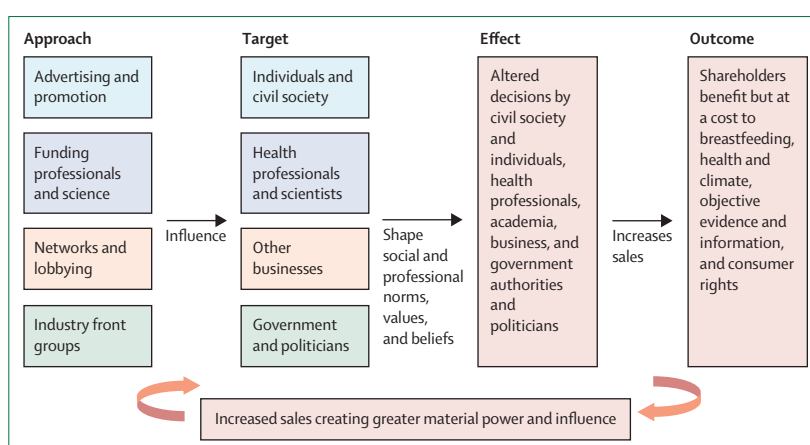 Approach
Target
Effect
Outcome
Advertising and
promotion
Funding
professionals
and science
Networks and
lobbying
Industry front
groups
Influence
Individuals and
civil society
Health
professionals
and scientists
Other
businesses
Government
and politicians
Shape
social and
professional
norms,
values,
and beliefs
Altered
decisions by
civil society
and
individuals,
health
professionals,
academia,
business, and
government
authorities
and
politicians
Increases
sales
Shareholders
benefit but at
a cost to
breastfeeding,
health and
climate,
objective
evidence and
information,
and consumer
rights
Increased sales creating greater material power and influence